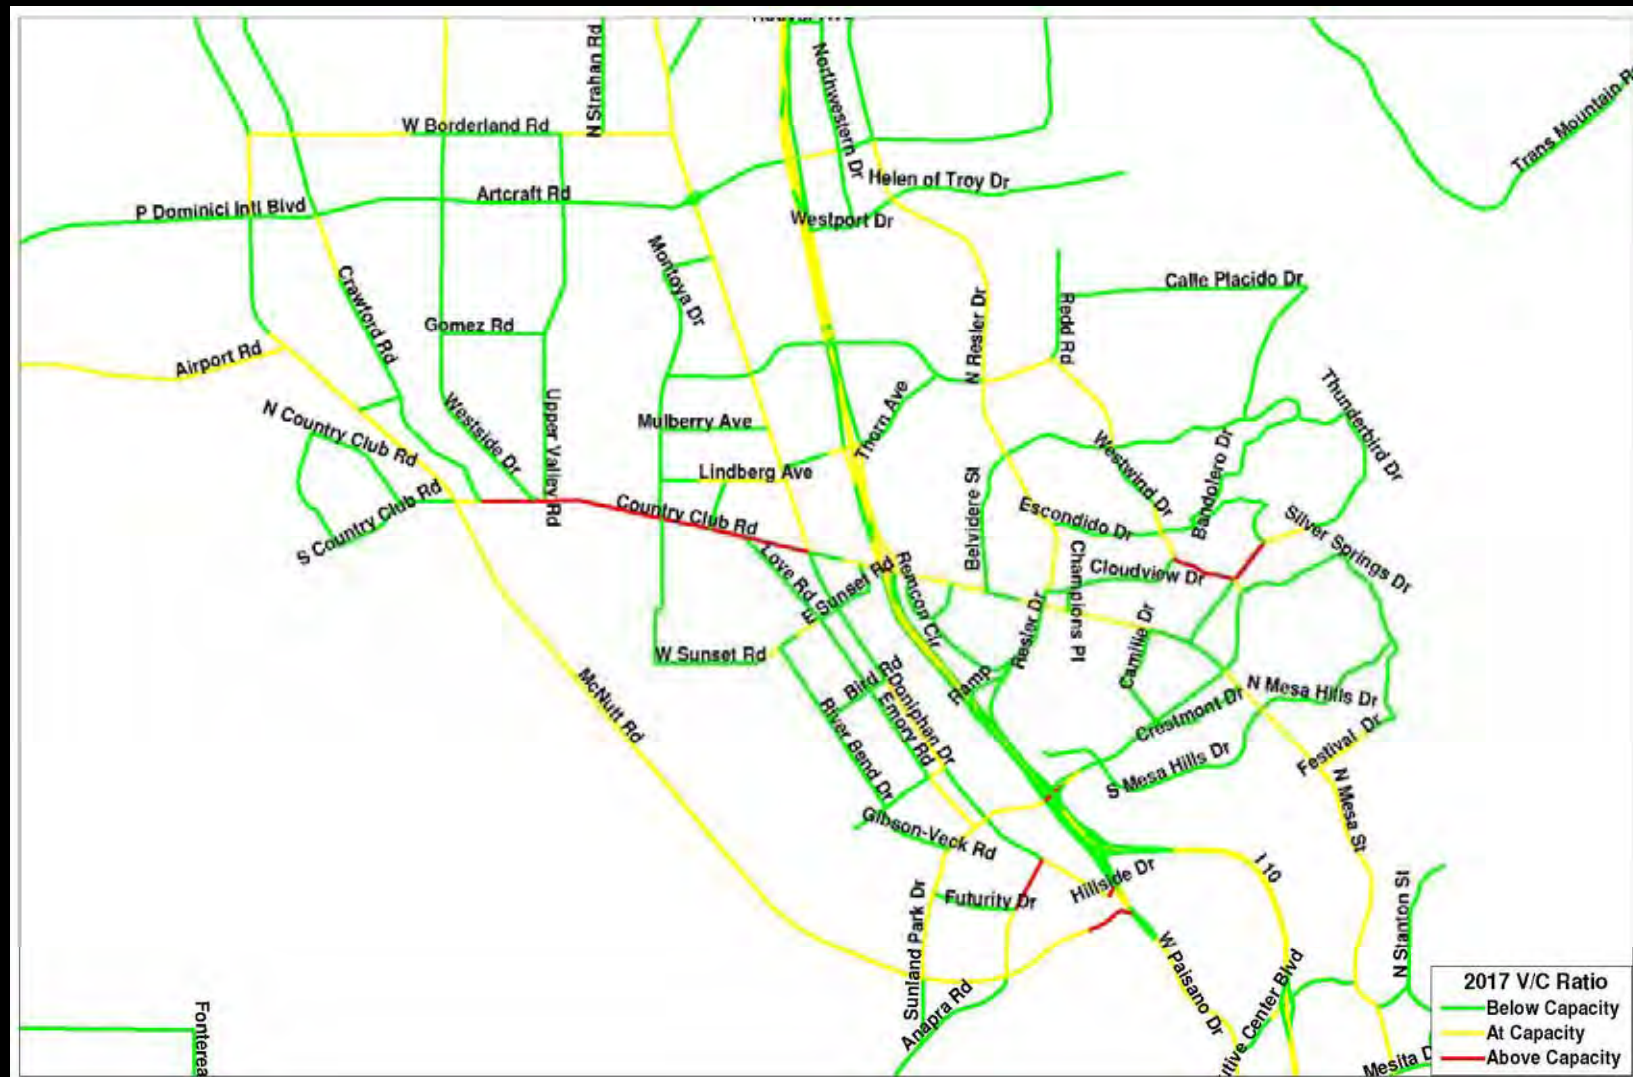 N Strahan Rd
Northwestern Dr
W Borderland Rd
Trans Mountain
Helen of Troy Dr
Artcraft Rd
P Dominici Intl Blvd
Westport Dr
Montoya Dr
Calle Placido Dr
Crawford Rd
N Resler Dr
Redd Rd
Gomez Rd
Airport Rd
Thunderbird Dr
Thorn Ave
N Country Club Rd
Westside Dr
Upper Valley Rd
Mulberry Ave
Westwind Dr
Bandolero Dr
Lindberg Ave
Belvidere St
S Country Club Rd
Country Club Rd
Escondido Dr
Silver Springs Dr
Love Rd
E Sunset Rd
Remcon Cir
Champions Pl
Cloudview Dr
Resler Dr
Camille Dr
W Sunset Rd
Bird Rd
Ramp
McNutt Rd
River Bend Dr
Emory Rd
Doniphan Dr
N Mesa Hills Dr
Crestmont Dr
S Mesa Hills Dr
Festival Dr
N Mesa St
Gibson-Veck Rd
Hillside Dr
I 10
Futurity Dr
Sunland Park Dr
N Stanton St
W Paisano Dr
Anapra Rd
utive Center Blvd
Fonterea
Mesita
2017 V/C Ratio
Below Capacity
At Capacity
Above Capacity